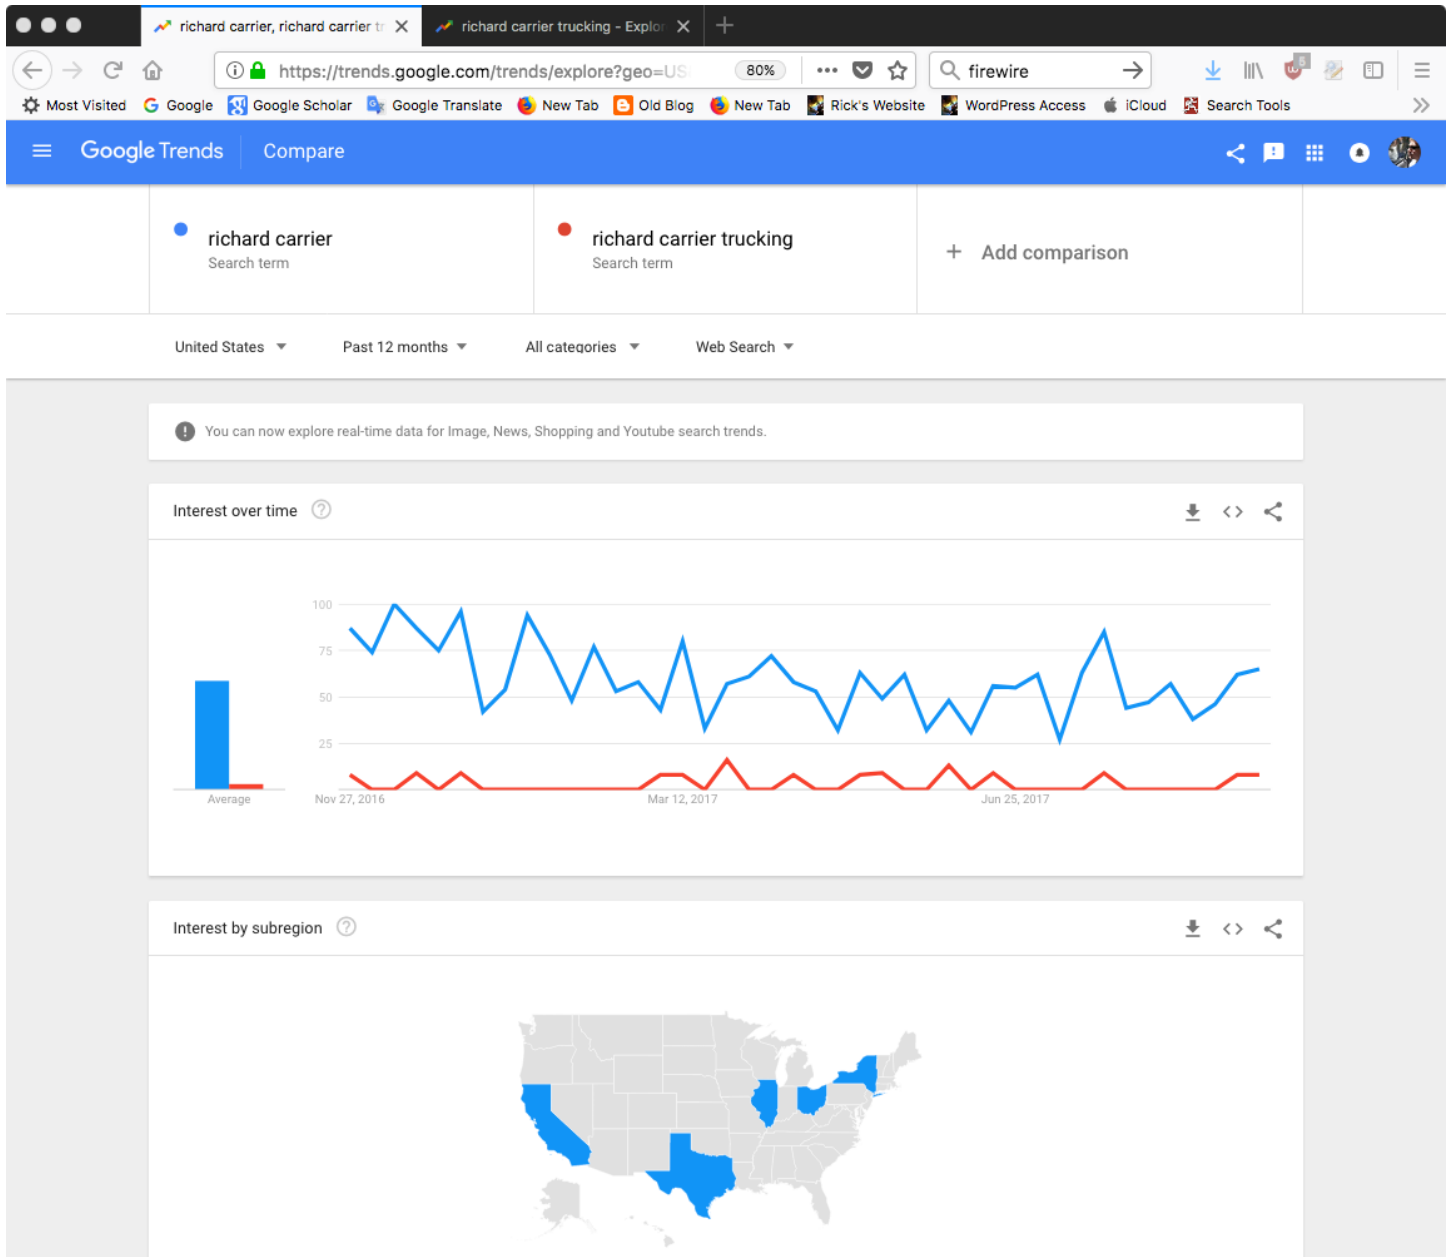 richard carrier, richard carrier tr
richard carrier trucking - Explor
https://trends.google.com/trends/explore?geo=US
80%
firewire
5
Most Visited
Google
Google Scholar
Google Translate
New Tab
Old Blog
New Tab
Rick's Website
WordPress Access
iCloud
Search Tools
Google Trends
Compare
richard carrier
Search term
richard carrier trucking
Search term
+ Add comparison
United States
Past 12 months
All categories
Web Search
You can now explore real-time data for Image, News, Shopping and Youtube search trends.
Interest over time
100
75
50
25
Average
Nov 27, 2016
Mar 12, 2017
Jun 25, 2017
Interest by subregion